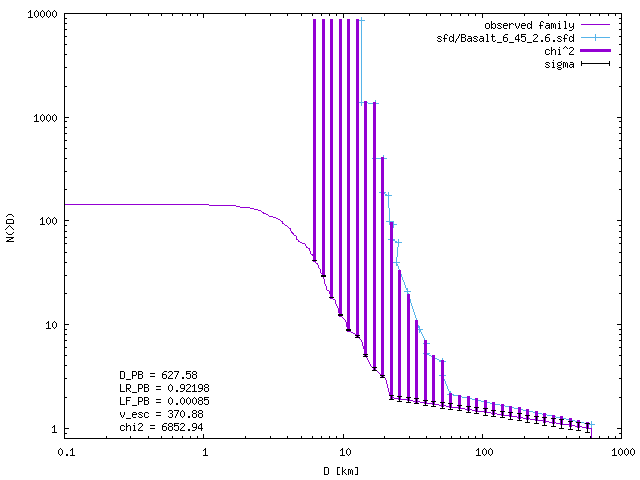 10000
1000
100
10
1
N(>D)
observed family
sfd/Basalt_6_45_2.6.sfd
chi^2
sigma
D_PB = 627.58
LR_PB = 0.92198
LF_PB = 0.00085
v_esc = 370.88
chi2 = 6852.94
0.1 1 10 100 1000
D [km]